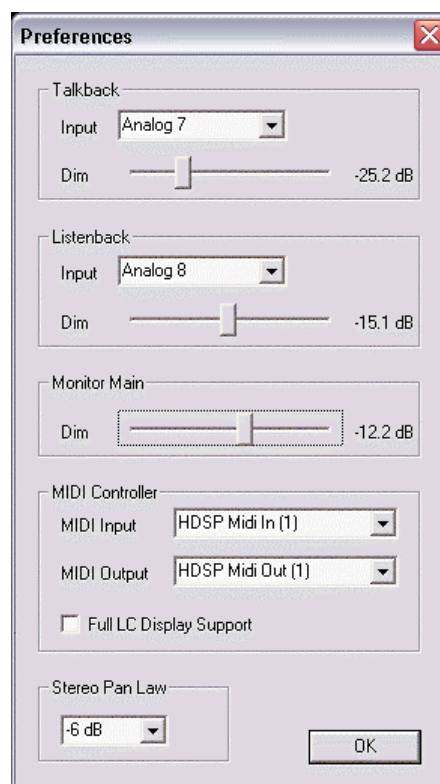 Preferences
Talkback
Input Analog 7
Dim -25.2 dB
Listenback
Input Analog 8
Dim -15.1 dB
Monitor Main
Dim -12.2 dB
MIDI Controller
MIDI Input HDSP Midi In (1)
MIDI Output HDSP Midi Out (1)
Full LC Display Support
Stereo Pan Law
-6 dB
OK